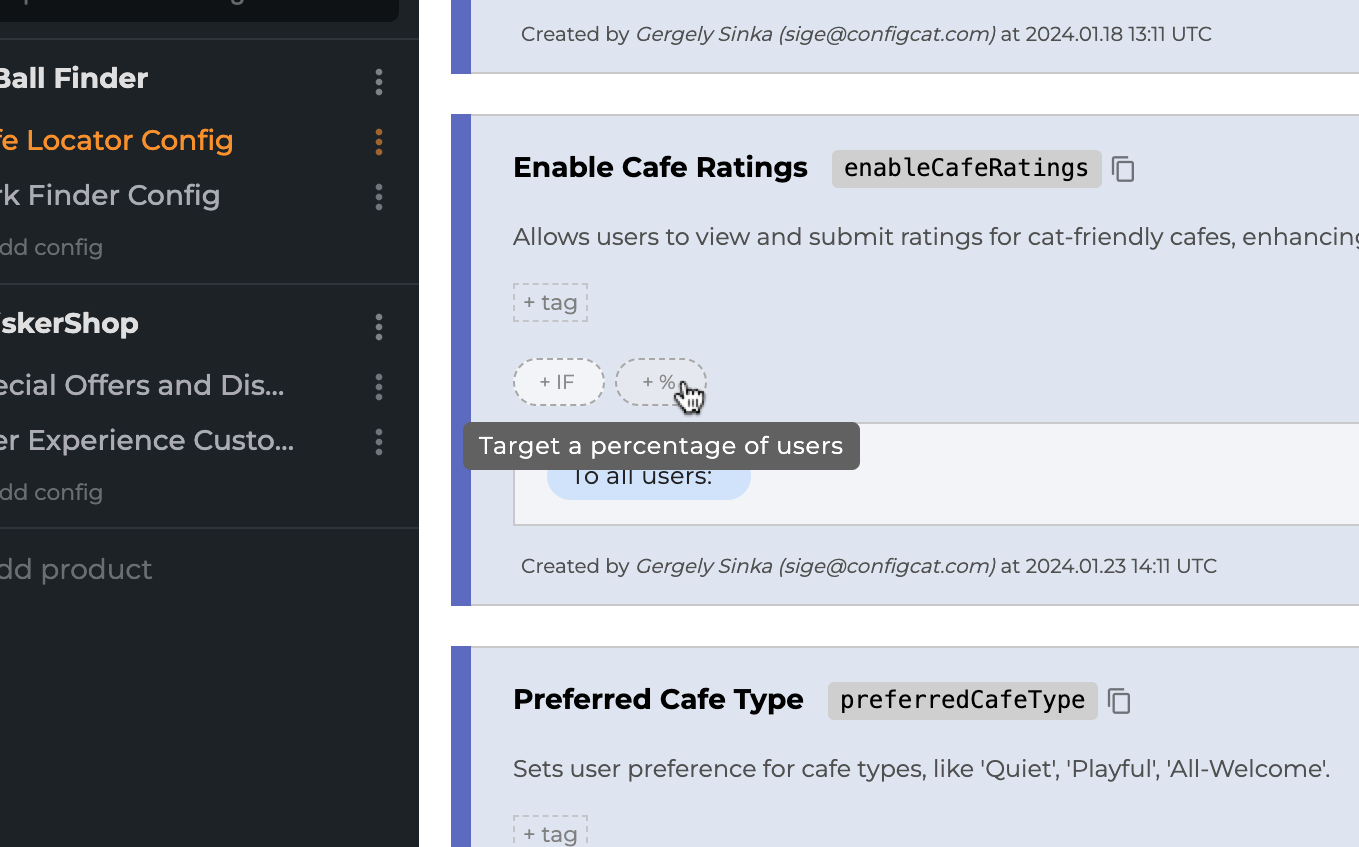 Ball Finder
fe Locator Config
rk Finder Config
dd config
skerShop
ecial Offers and Dis...
er Experience Custo...
dd config
dd product
Created by Gergely Sinka (sige@configcat.com) at 2024.01.18 13:11 UTC
Enable Cafe Ratings enableCafeRatings
Allows users to view and submit ratings for cat-friendly cafes, enhancing
+ tag
+ IF + %
Target a percentage of users
To all users:
Created by Gergely Sinka (sige@configcat.com) at 2024.01.23 14:11 UTC
Preferred Cafe Type preferredCafeType
Sets user preference for cafe types, like 'Quiet', 'Playful', 'All-Welcome'.
+ tag